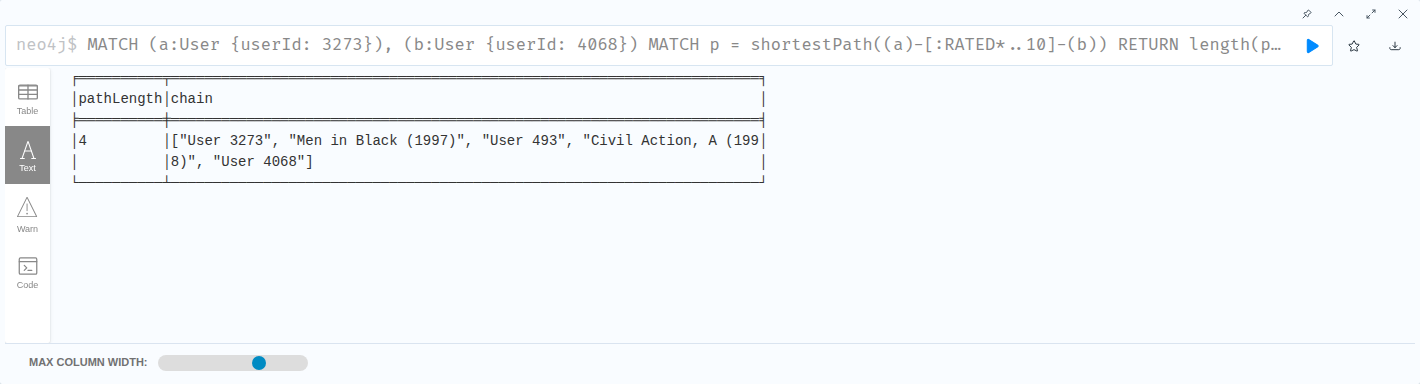 neo4j$ MATCH (a:User {userId: 3273}), (b:User {userId: 4068}) MATCH p = shortestPath((a)-[:RATED*..10]-(b)) RETURN length(p…
Table
Text
Warn
Code
pathLength chain
4 ["User 3273", "Men in Black (1997)", "User 493", "Civil Action, A (199
8)", "User 4068"]
MAX COLUMN WIDTH: